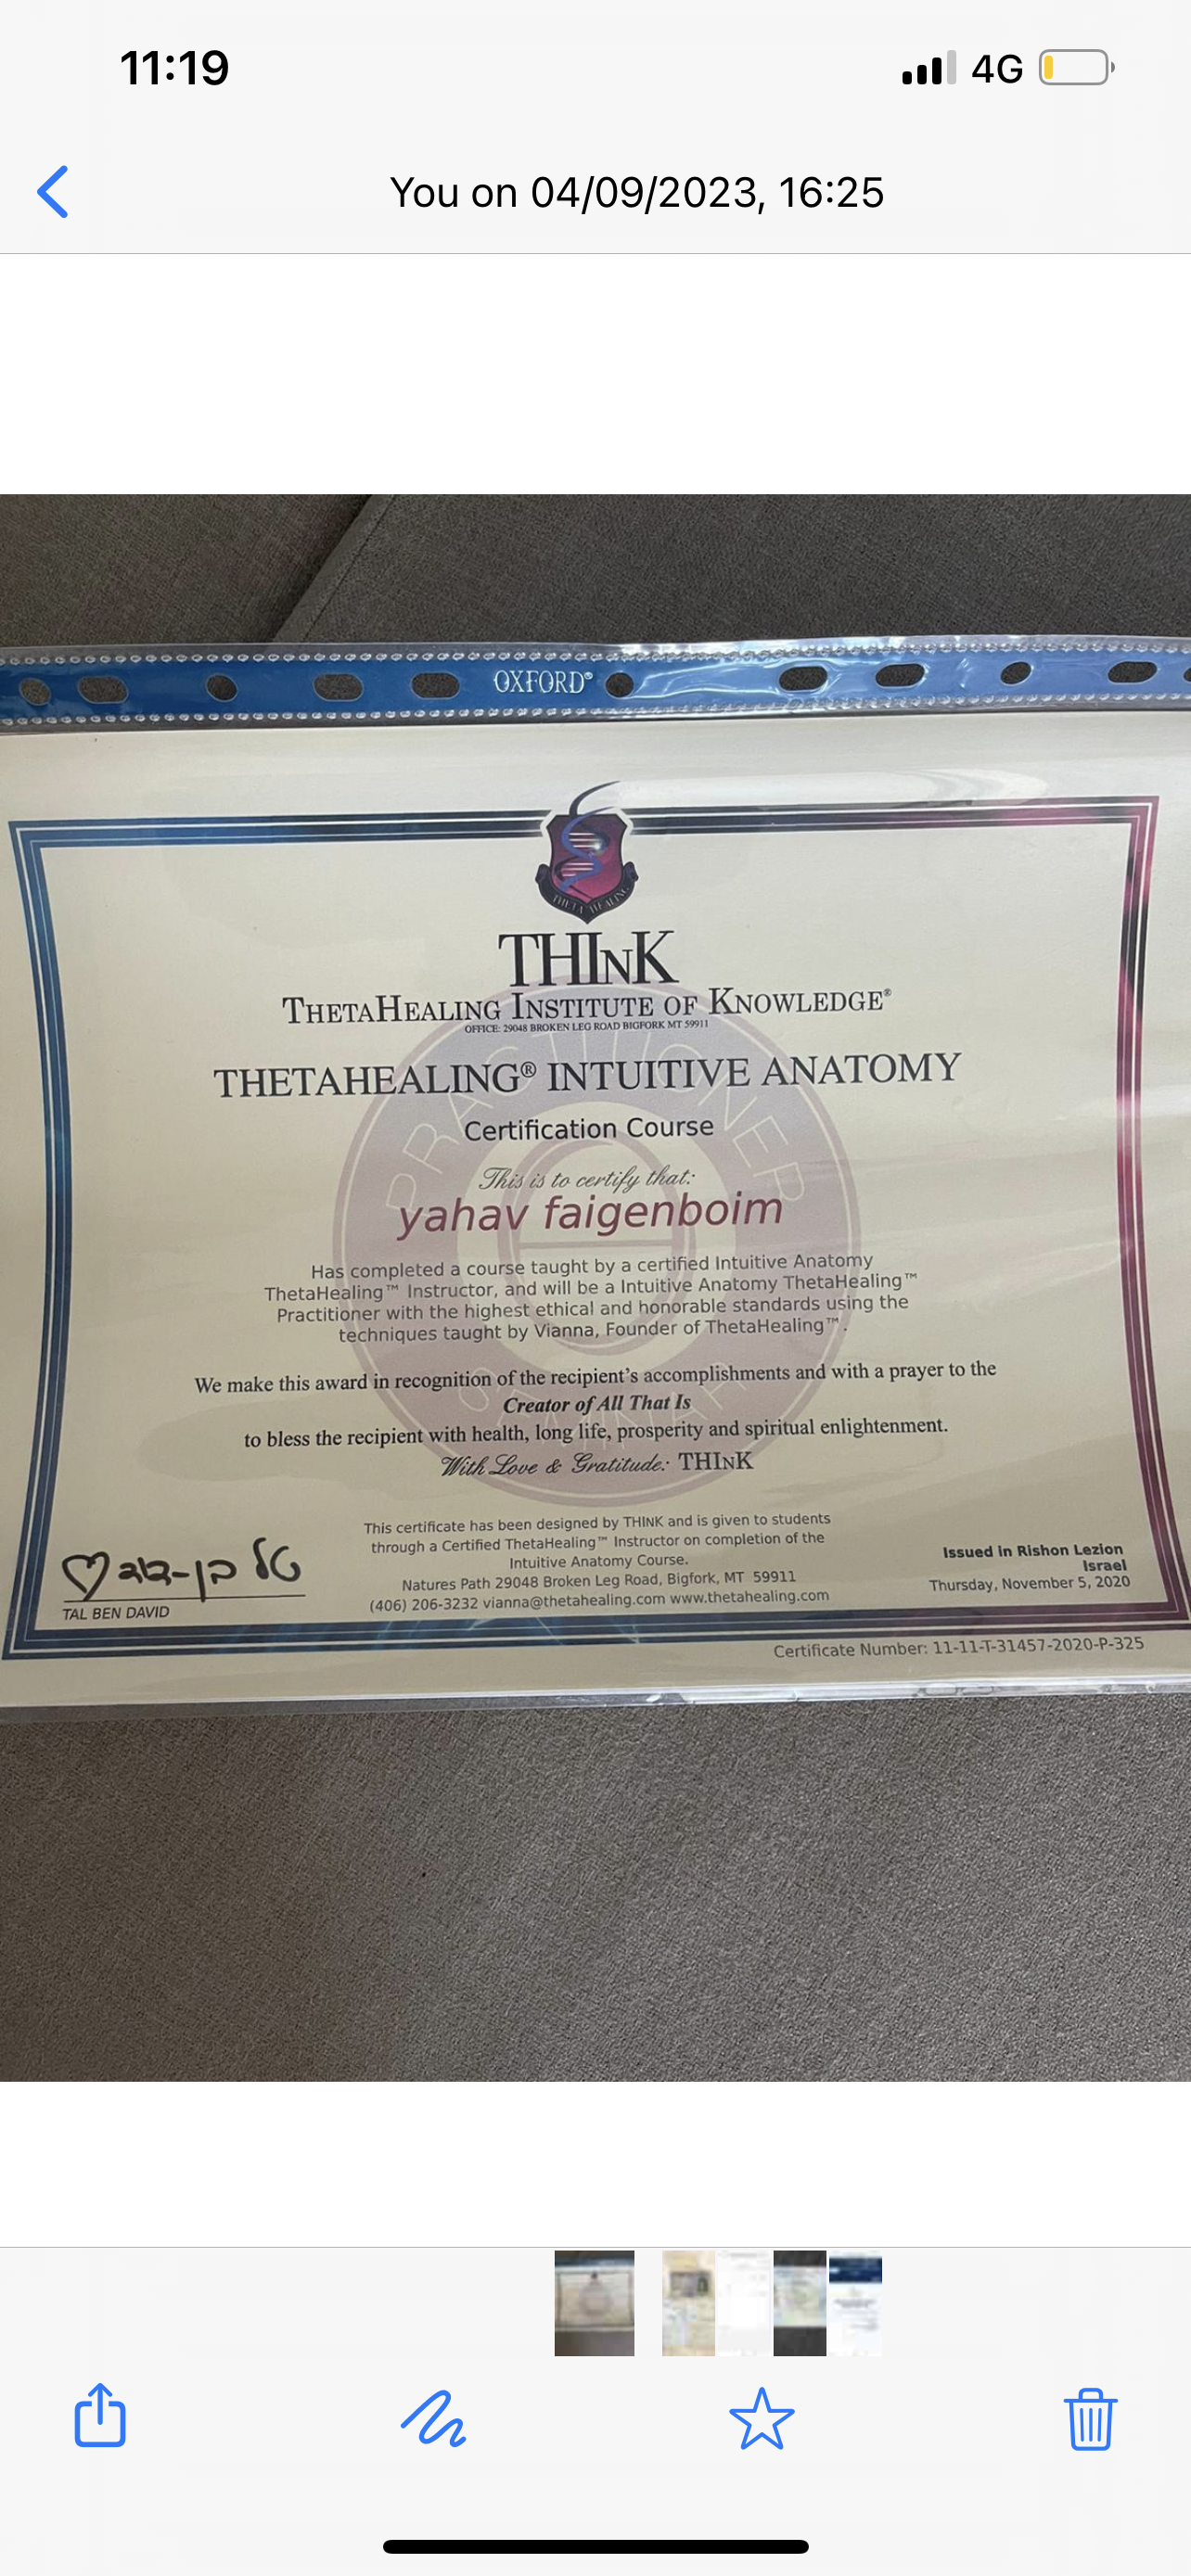 11:19
4G
You on 04/09/2023, 16:25
OXFORD®
THETA HEALING
THInK
ThetaHealing Institute of Knowledge®
OFFICE: 29048 BROKEN LEG ROAD BIGFORK MT 59911
THETAHEALING® INTUITIVE ANATOMY
Certification Course
PRACTITIONER
This is to certify that:
yahav faigenboim
Has completed a course taught by a certified Intuitive Anatomy
ThetaHealing™ Instructor, and will be a Intuitive Anatomy ThetaHealing™
Practitioner with the highest ethical and honorable standards using the
techniques taught by Vianna, Founder of ThetaHealing™.
We make this award in recognition of the recipient's accomplishments and with a prayer to the
Creator of All That Is
to bless the recipient with health, long life, prosperity and spiritual enlightenment.
With Love & Gratitude: THInK
טל בן-דוד
TAL BEN DAVID
This certificate has been designed by THINK and is given to students
through a Certified ThetaHealing™ Instructor on completion of the
Intuitive Anatomy Course.
Natures Path 29048 Broken Leg Road, Bigfork, MT 59911
(406) 206-3232 vianna@thetahealing.com www.thetahealing.com
Issued in Rishon Lezion
Israel
Thursday, November 5, 2020
Certificate Number: 11-11-T-31457-2020-P-325